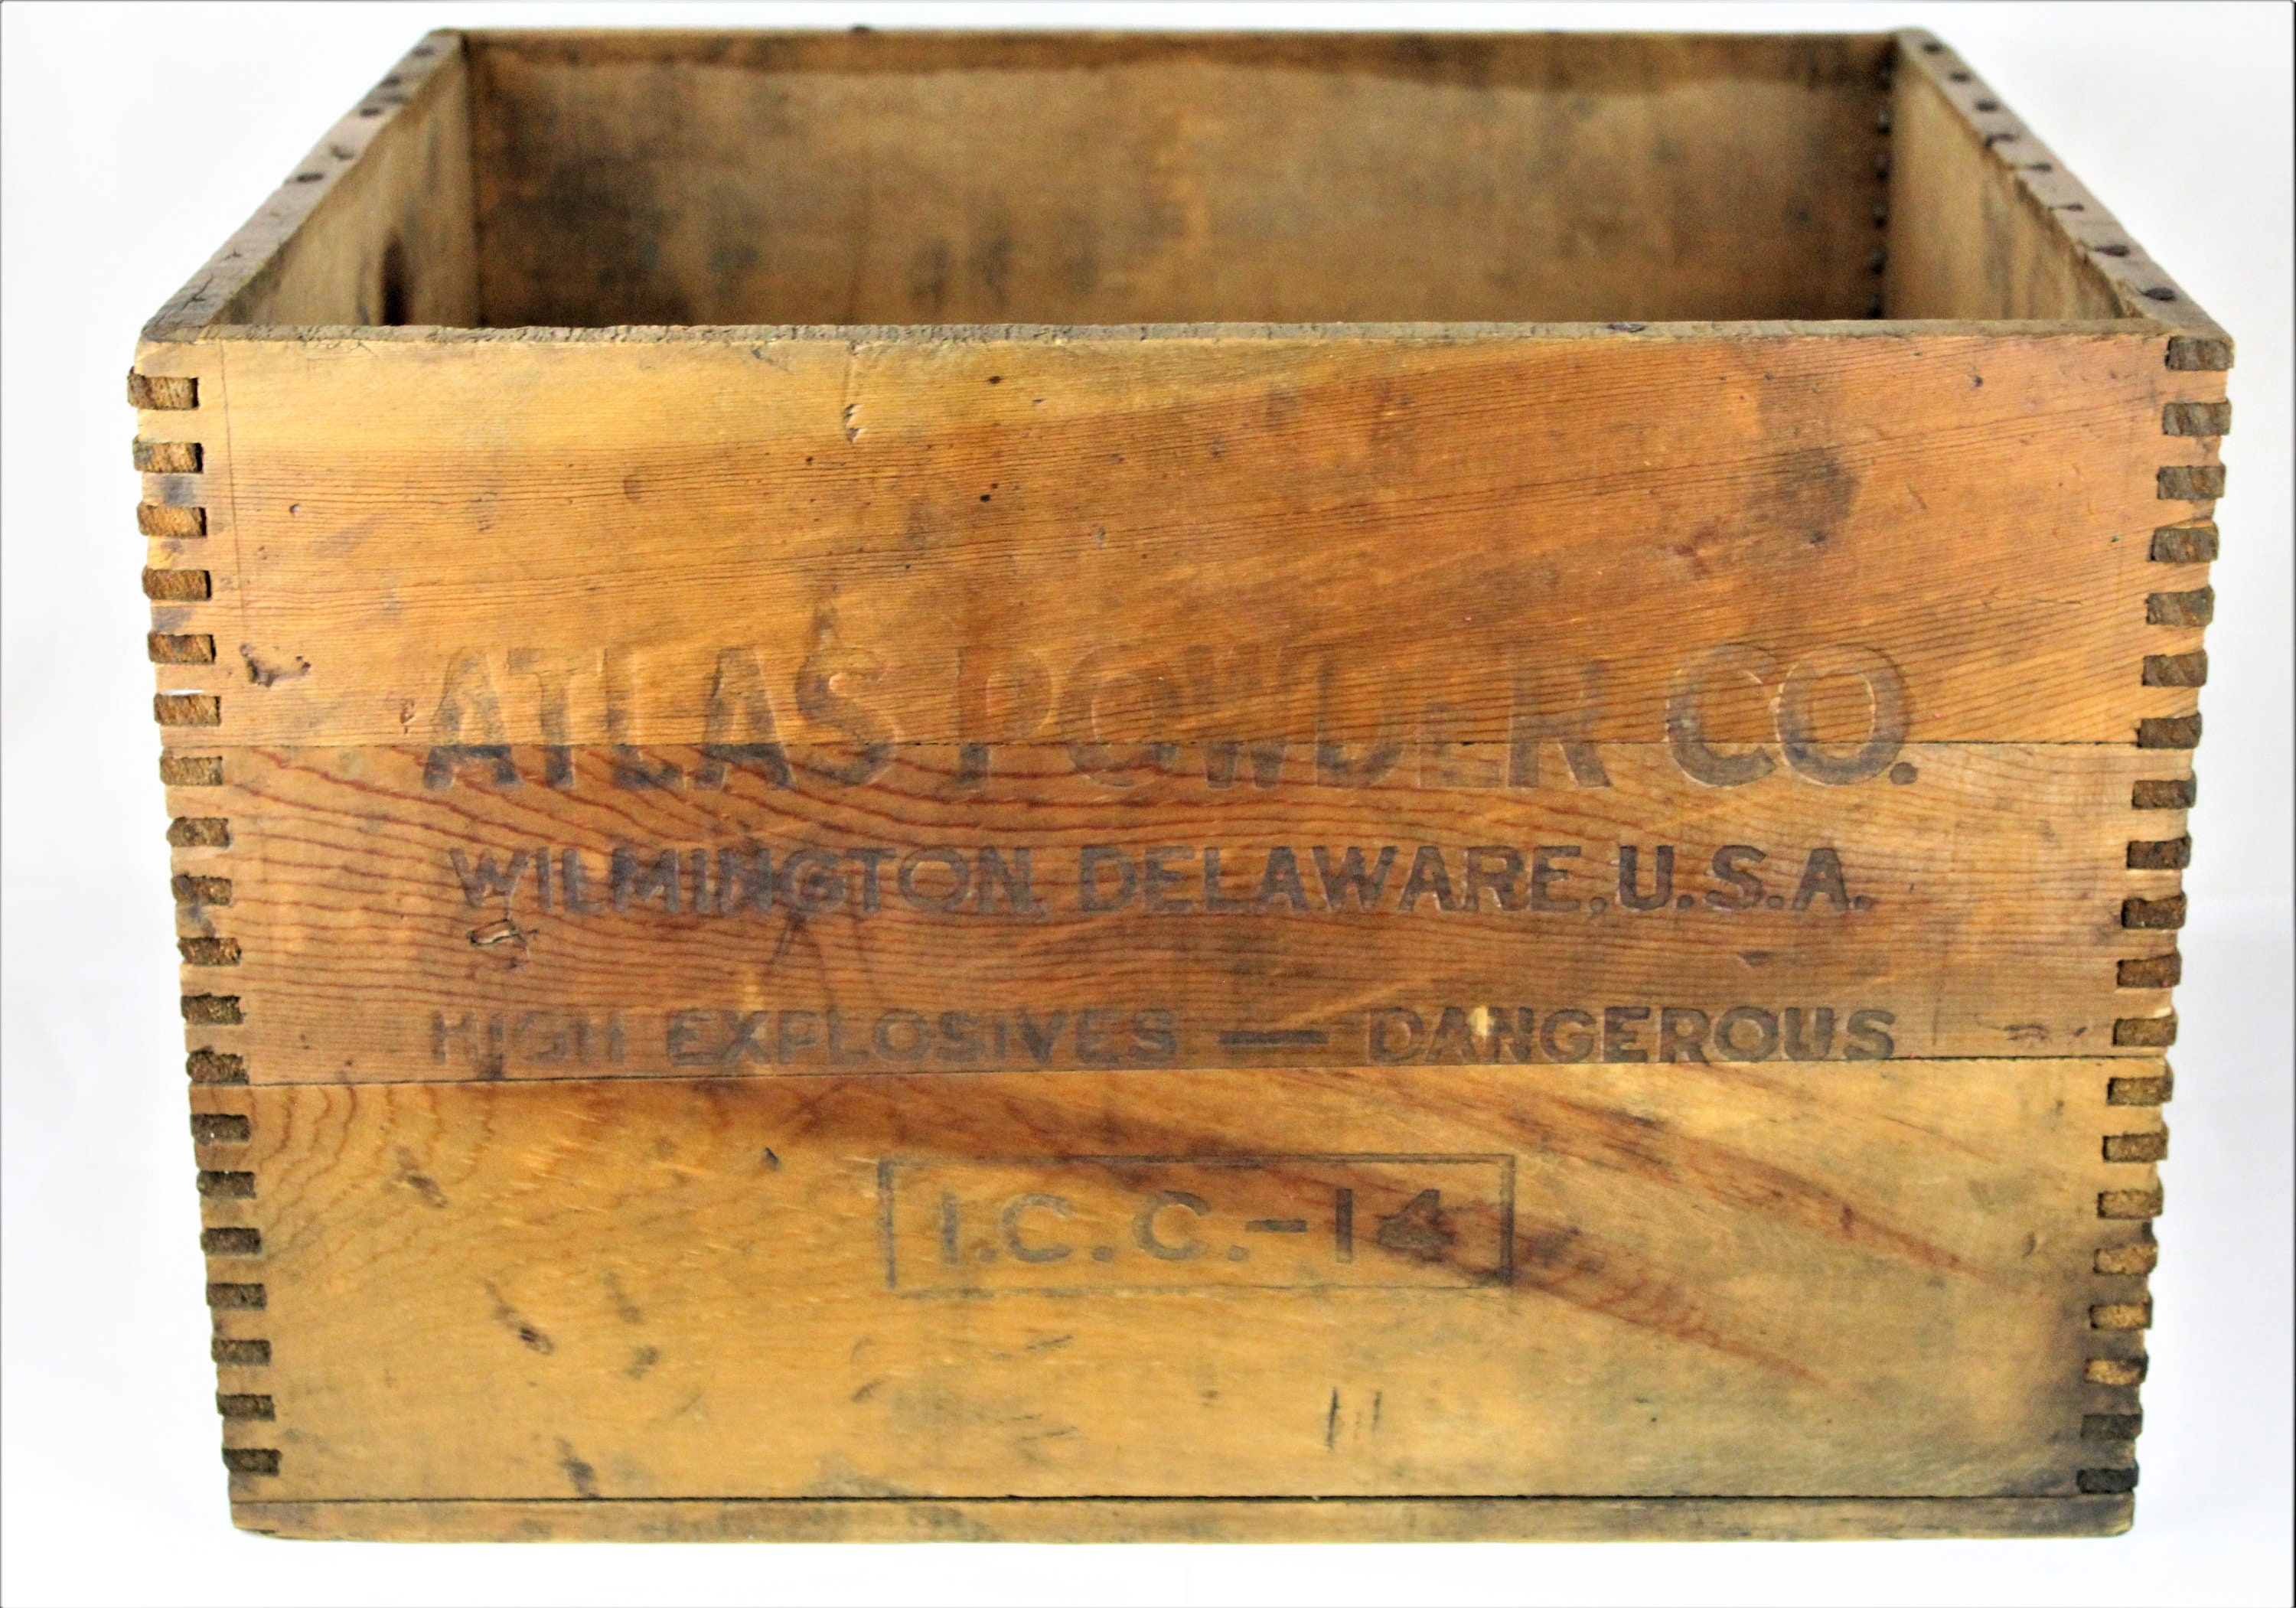 ATLAS POWDER CO.
WILMINGTON, DELAWARE, U.S.A.
HIGH EXPLOSIVES — DANGEROUS
I.C.C.-14